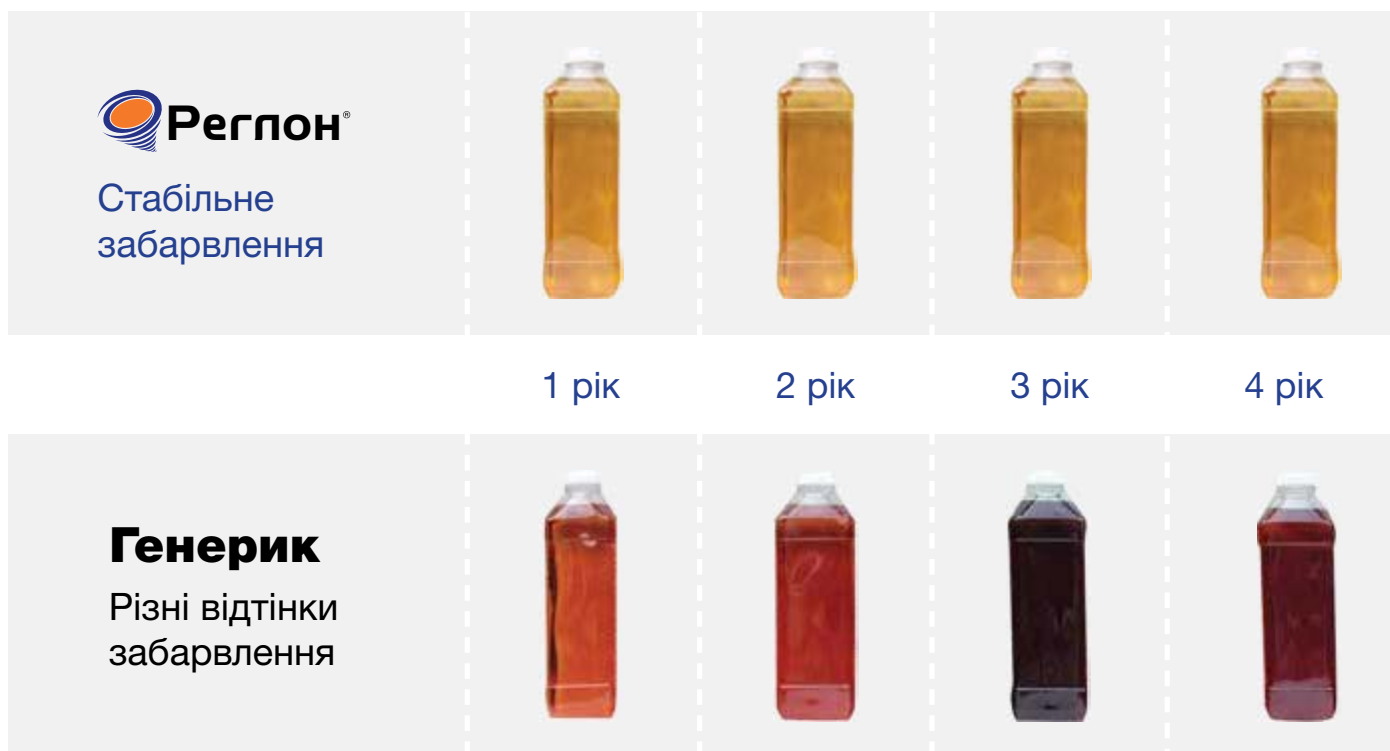 Реглон®
Стабільне
забарвлення
1 рік
2 рік
3 рік
4 рік
Генерик
Різні відтінки
забарвлення